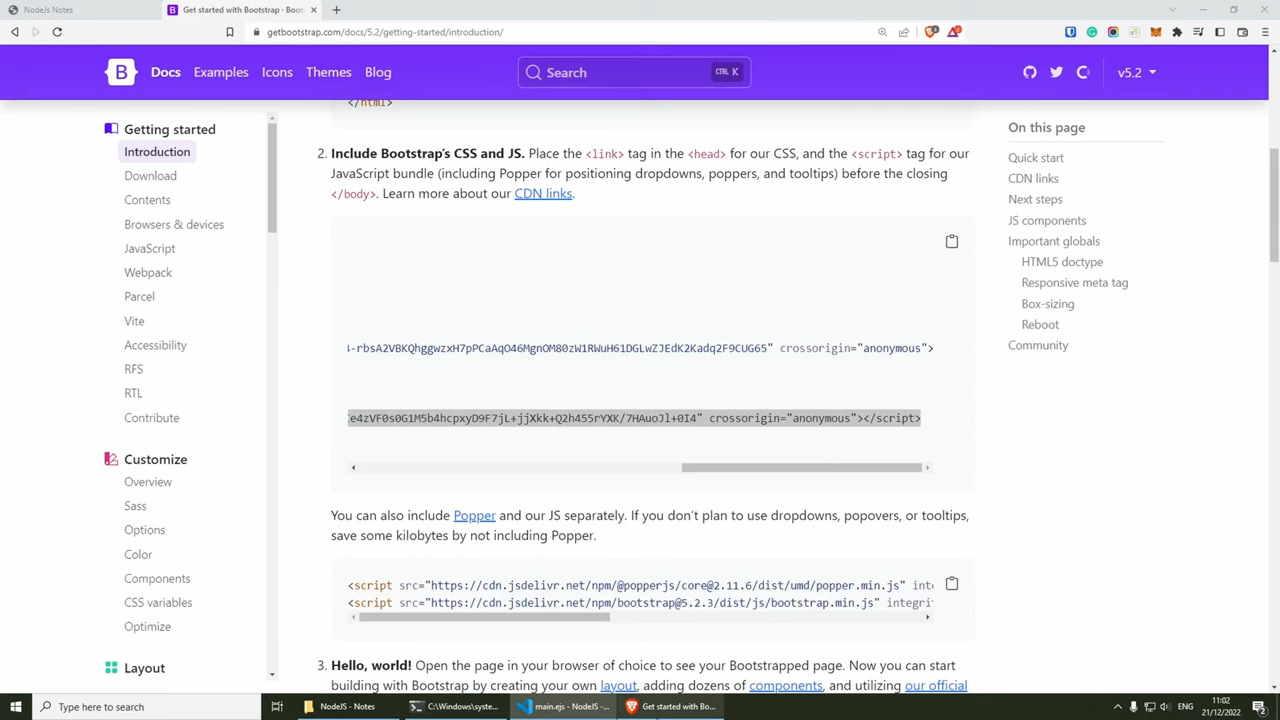 NodeJs Notes
Get started with Bootstrap · Boots
getbootstrap.com/docs/5.2/getting-started/introduction/
B Docs Examples Icons Themes Blog
Search CTRL K
v5.2
Getting started
Introduction
Download
Contents
Browsers & devices
JavaScript
Webpack
Parcel
Vite
Accessibility
RFS
RTL
Contribute
Customize
Overview
Sass
Options
Color
Components
CSS variables
Optimize
Layout
</html>
2. Include Bootstrap's CSS and JS. Place the <link> tag in the <head> for our CSS, and the <script> tag for our
JavaScript bundle (including Popper for positioning dropdowns, poppers, and tooltips) before the closing
</body>. Learn more about our CDN links.
4-rbsA2VBKQhggwzxH7pPCaAqO46MgnOM80zW1RWuH61DGLwZJEdK2Kadq2F9CUG65" crossorigin="anonymous">
e4zVF0s0G1M5b4hcpxyD9F7jL+jjXkk+Q2h455rYXK/7HAuoJl+0I4" crossorigin="anonymous"></script>
You can also include Popper and our JS separately. If you don't plan to use dropdowns, popovers, or tooltips,
save some kilobytes by not including Popper.
<script src="https://cdn.jsdelivr.net/npm/@popperjs/core@2.11.6/dist/umd/popper.min.js" inte
<script src="https://cdn.jsdelivr.net/npm/bootstrap@5.2.3/dist/js/bootstrap.min.js" integrit
3. Hello, world! Open the page in your browser of choice to see your Bootstrapped page. Now you can start
building with Bootstrap by creating your own layout, adding dozens of components, and utilizing our official
On this page
Quick start
CDN links
Next steps
JS components
Important globals
HTML5 doctype
Responsive meta tag
Box-sizing
Reboot
Community
Type here to search
NodeJS - Notes
C:\Windows\syste...
main.ejs - NodeJS -...
Get started with Bo...
ENG
11:02
21/12/2022
2